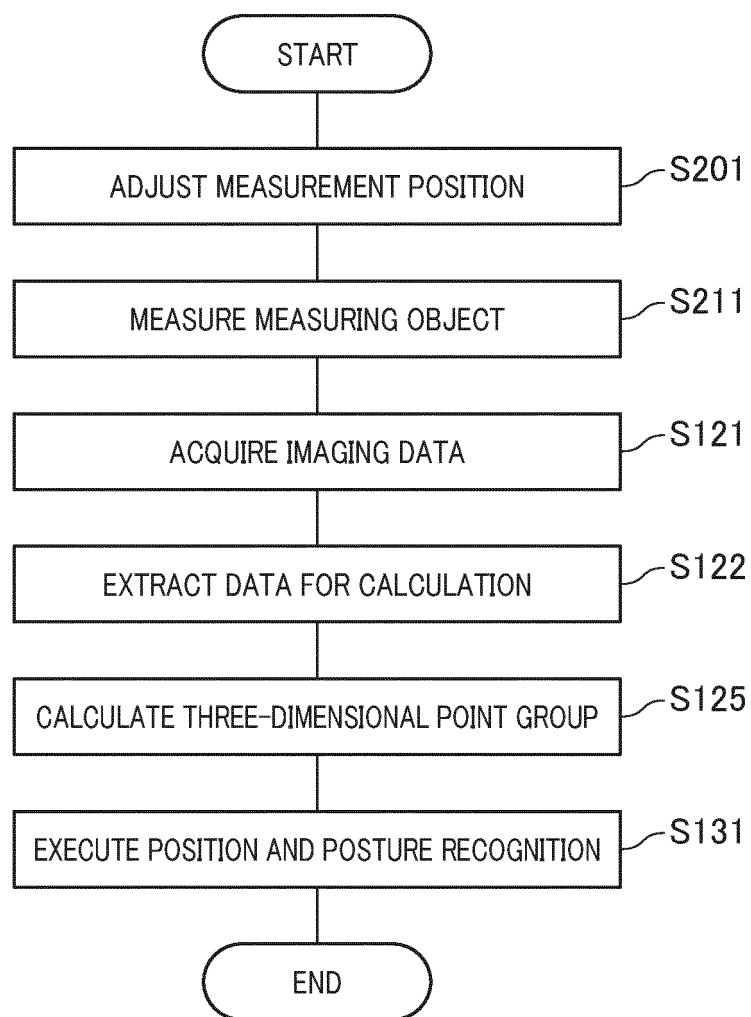 START
ADJUST MEASUREMENT POSITION
S201
MEASURE MEASURING OBJECT
S211
ACQUIRE IMAGING DATA
S121
EXTRACT DATA FOR CALCULATION
S122
CALCULATE THREE-DIMENSIONAL POINT GROUP
S125
EXECUTE POSITION AND POSTURE RECOGNITION
S131
END